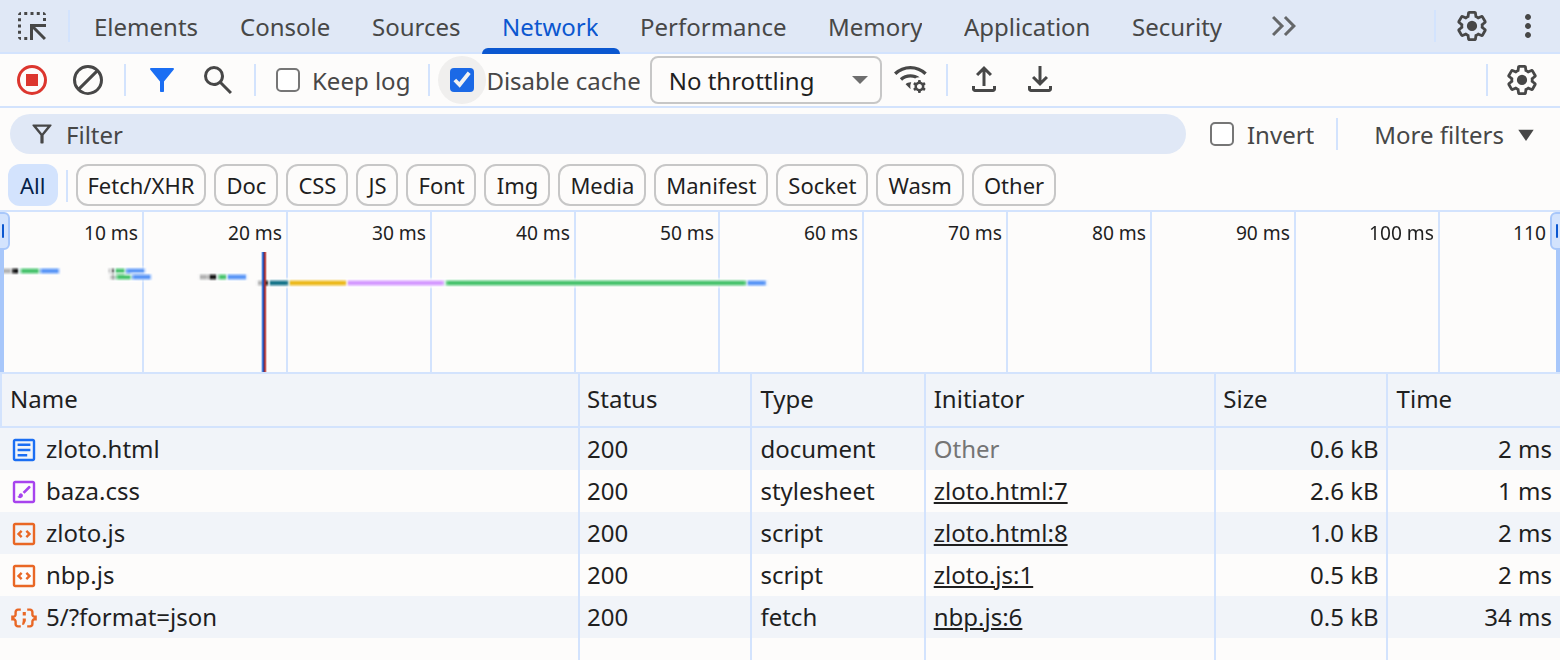 Elements Console Sources Network Performance Memory Application Security
Keep log Disable cache No throttling
Filter Invert More filters
All Fetch/XHR Doc CSS JS Font Img Media Manifest Socket Wasm Other
10 ms 20 ms 30 ms 40 ms 50 ms 60 ms 70 ms 80 ms 90 ms 100 ms 110
Name Status Type Initiator Size Time
zloto.html 200 document Other 0.6 kB 2 ms
baza.css 200 stylesheet zloto.html:7 2.6 kB 1 ms
zloto.js 200 script zloto.html:8 1.0 kB 2 ms
nbp.js 200 script zloto.js:1 0.5 kB 2 ms
5/?format=json 200 fetch nbp.js:6 0.5 kB 34 ms